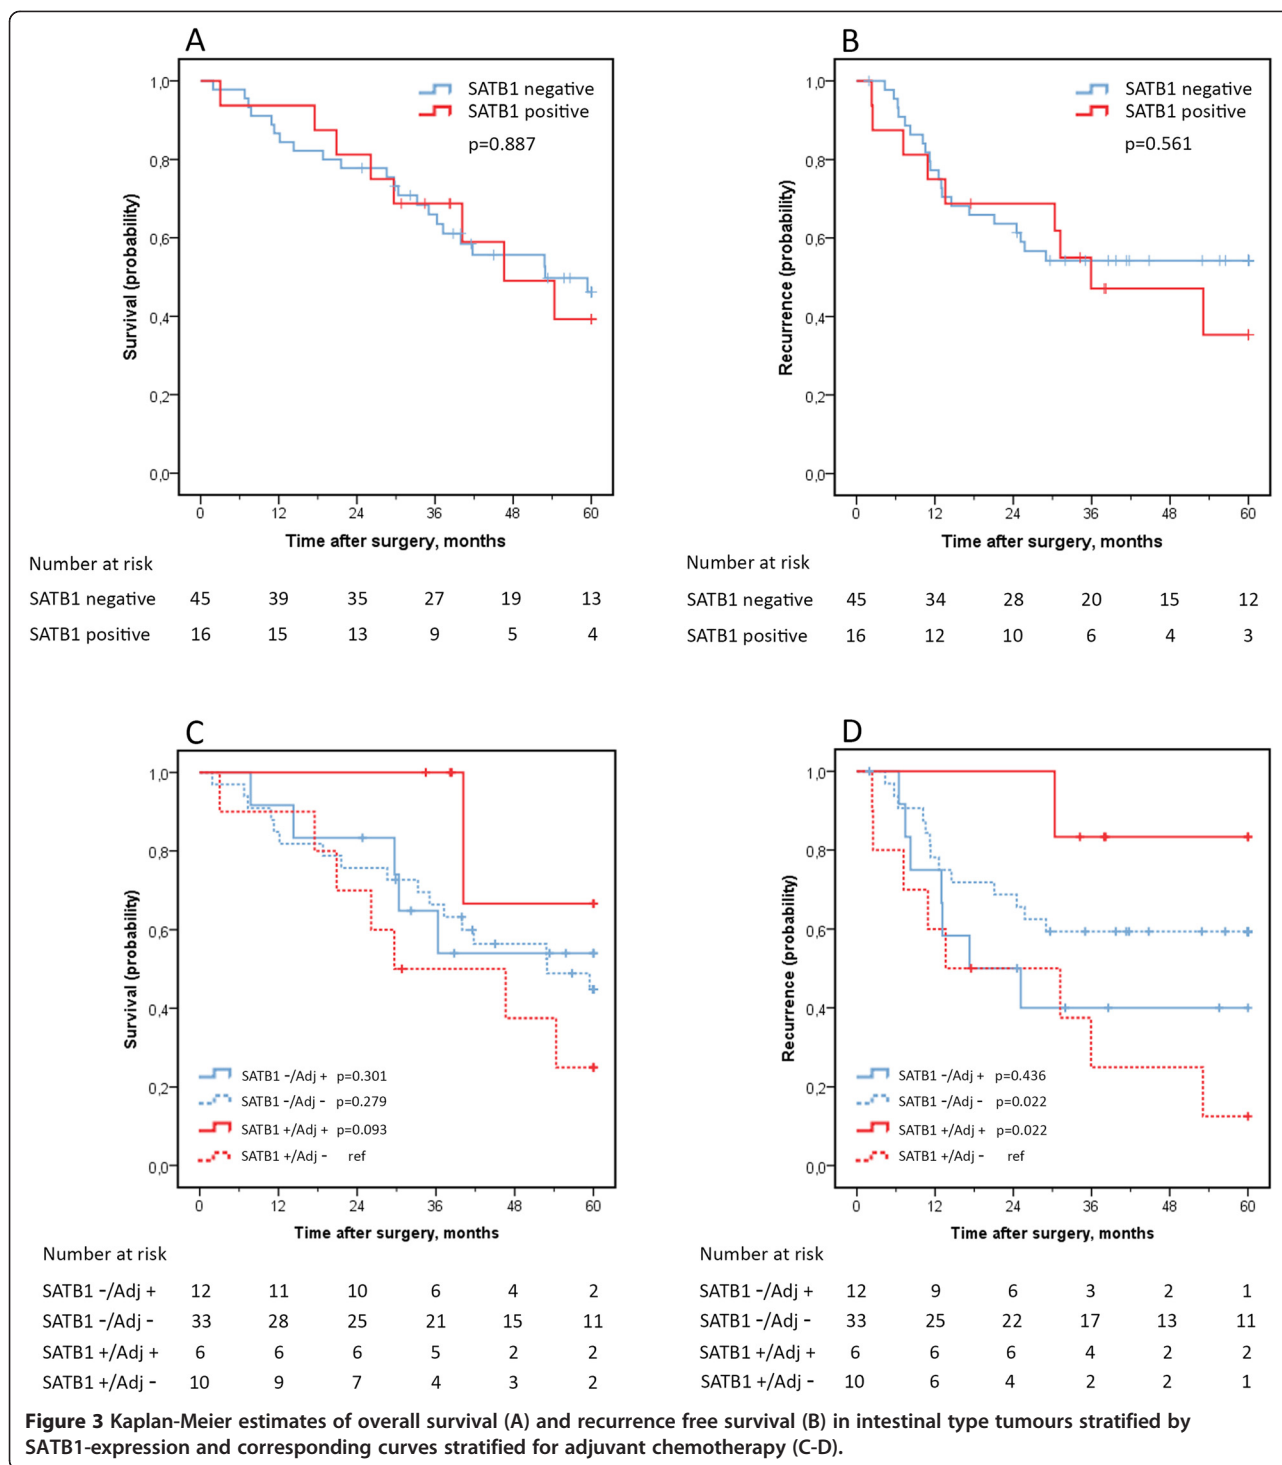 A
1,0
0,8
0,6
0,4
0,2
0,0
Survival (probability)
SATB1 negative
SATB1 positive
p=0.887
0 12 24 36 48 60
Time after surgery, months
Number at risk
SATB1 negative 45 39 35 27 19 13
SATB1 positive 16 15 13 9 5 4
B
1,0
0,8
0,6
0,4
0,2
0,0
Recurrence (probability)
SATB1 negative
SATB1 positive
p=0.561
0 12 24 36 48 60
Time after surgery, months
Number at risk
SATB1 negative 45 34 28 20 15 12
SATB1 positive 16 12 10 6 4 3
C
1,0
0,8
0,6
0,4
0,2
0,0
Survival (probability)
SATB1 -/Adj + p=0.301
SATB1 -/Adj - p=0.279
SATB1 +/Adj + p=0.093
SATB1 +/Adj - ref
0 12 24 36 48 60
Time after surgery, months
Number at risk
SATB1 -/Adj + 12 11 10 6 4 2
SATB1 -/Adj - 33 28 25 21 15 11
SATB1 +/Adj + 6 6 6 5 2 2
SATB1 +/Adj - 10 9 7 4 3 2
D
1,0
0,8
0,6
0,4
0,2
0,0
Recurrence (probability)
SATB1 -/Adj + p=0.436
SATB1 -/Adj - p=0.022
SATB1 +/Adj + p=0.022
SATB1 +/Adj - ref
0 12 24 36 48 60
Time after surgery, months
Number at risk
SATB1 -/Adj + 12 9 6 3 2 1
SATB1 -/Adj - 33 25 22 17 13 11
SATB1 +/Adj + 6 6 6 4 2 2
SATB1 +/Adj - 10 6 4 2 2 1
Figure 3 Kaplan-Meier estimates of overall survival (A) and recurrence free survival (B) in intestinal type tumours stratified by
SATB1-expression and corresponding curves stratified for adjuvant chemotherapy (C-D).